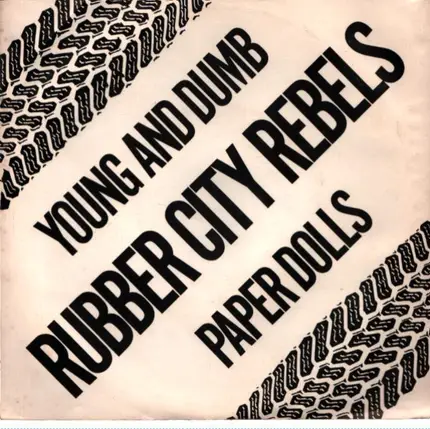 YOUNG AND DUMB
RUBBER CITY REBELS
PAPER DOLLS